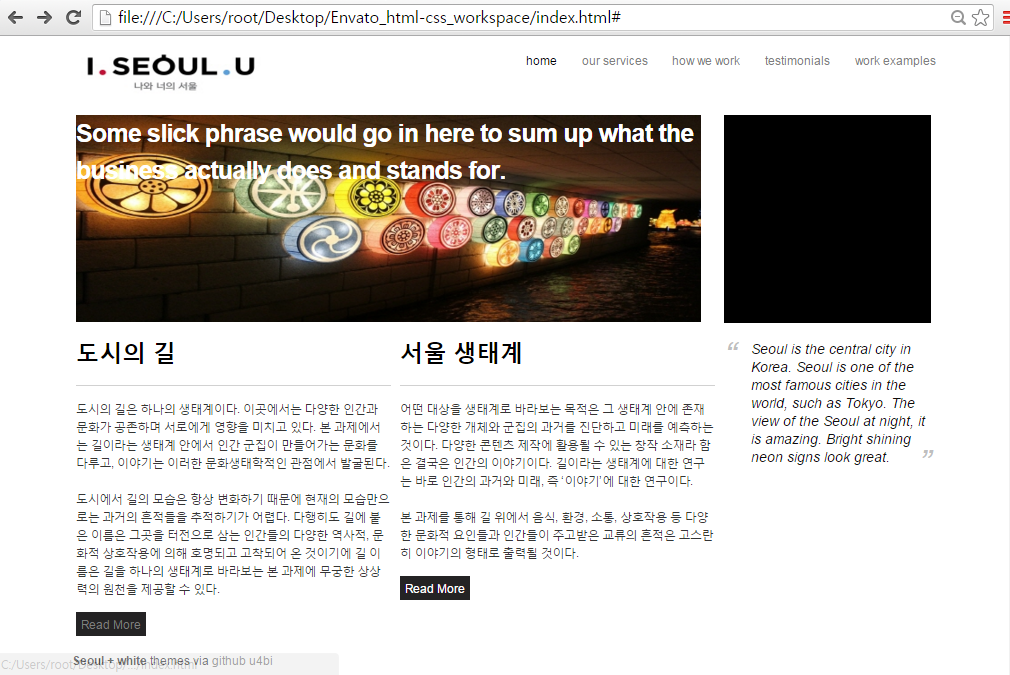 file:///C:/Users/root/Desktop/Envato_html-css_workspace/index.html#
I.SEOUL.U
나와 너의 서울
home our services how we work testimonials work examples
Some slick phrase would go in here to sum up what the
business actually does and stands for.
도시의 길
도시의 길은 하나의 생태계이다. 이곳에서는 다양한 인간과
문화가 공존하며 서로에게 영향을 미치고 있다. 본 과제에서
는 길이라는 생태계 안에서 인간 군집이 만들어가는 문화를
다루고, 이야기는 이러한 문화생태학적인 관점에서 발굴된다.
도시에서 길의 모습은 항상 변화하기 때문에 현재의 모습만으
로는 과거의 흔적들을 추적하기가 어렵다. 다행히도 길에 붙
은 이름은 그곳을 터전으로 삼는 인간들의 다양한 역사적, 문
화적 상호작용에 의해 호명되고 고착되어 온 것이기에 길 이
름은 길을 하나의 생태계로 바라보는 본 과제에 무궁한 상상
력의 원천을 제공할 수 있다.
Read More
서울 생태계
어떤 대상을 생태계로 바라보는 목적은 그 생태계 안에 존재
하는 다양한 개체와 군집의 과거를 진단하고 미래를 예측하는
것이다. 다양한 콘텐츠 제작에 활용될 수 있는 창작 소재라 함
은 결국은 인간의 이야기이다. 길이라는 생태계에 대한 연구
는 바로 인간의 과거와 미래, 즉 ‘이야기’에 대한 연구이다.
본 과제를 통해 길 위에서 음식, 환경, 소통, 상호작용 등 다양
한 문화적 요인들과 인간들이 주고받은 교류의 흔적은 고스란
히 이야기의 형태로 출력될 것이다.
Read More
“ Seoul is the central city in
Korea. Seoul is one of the
most famous cities in the
world, such as Tokyo. The
view of the Seoul at night, it
is amazing. Bright shining
neon signs look great. ”
Seoul + white themes via github u4bi
C:/Users/root/Desktop/.../index.html